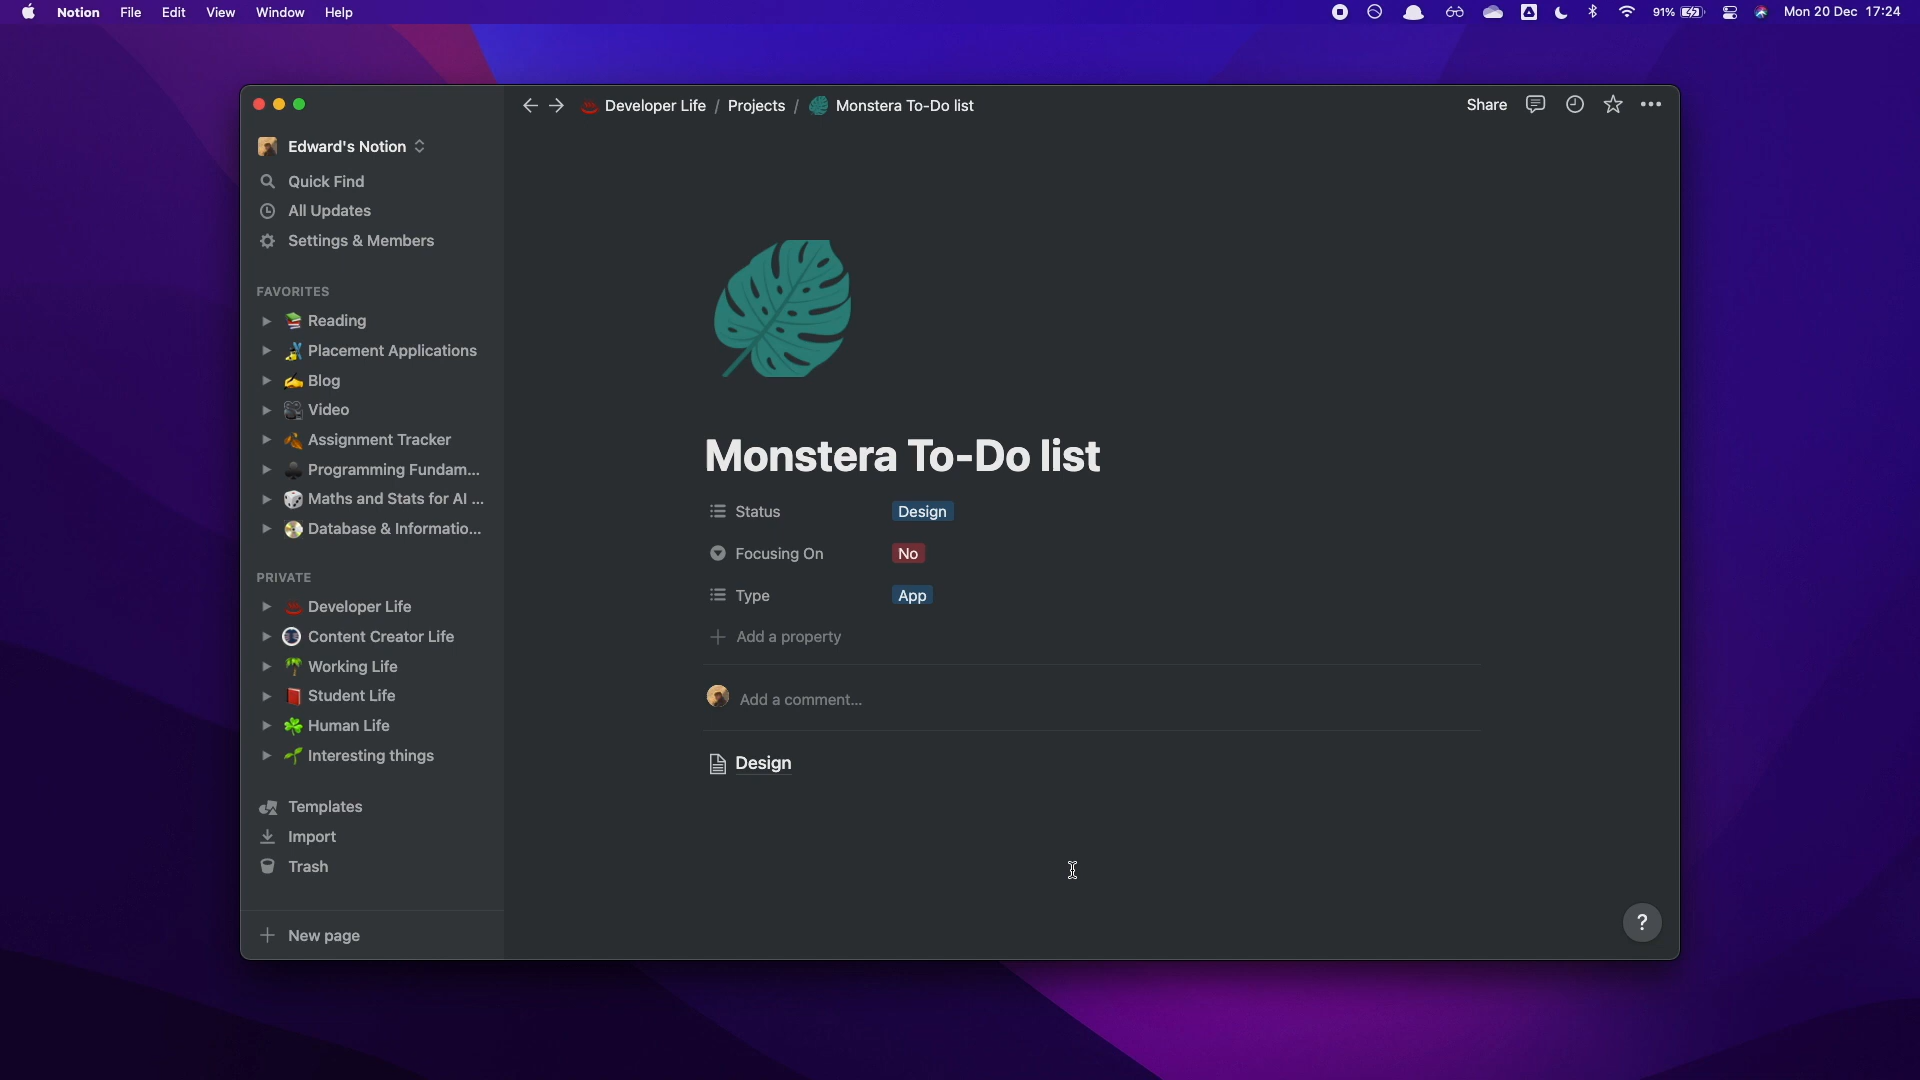 Notion File Edit View Window Help 91% Mon 20 Dec 17:24
Developer Life / Projects / Monstera To-Do list Share
Edward's Notion
Quick Find
All Updates
Settings & Members
FAVORITES
Reading
Placement Applications
Blog
Video
Assignment Tracker
Programming Fundam...
Maths and Stats for AI ...
Database & Informatio...
PRIVATE
Developer Life
Content Creator Life
Working Life
Student Life
Human Life
Interesting things
Templates
Import
Trash
New page
Monstera To-Do list
Status Design
Focusing On No
Type App
Add a property
Add a comment...
Design
?